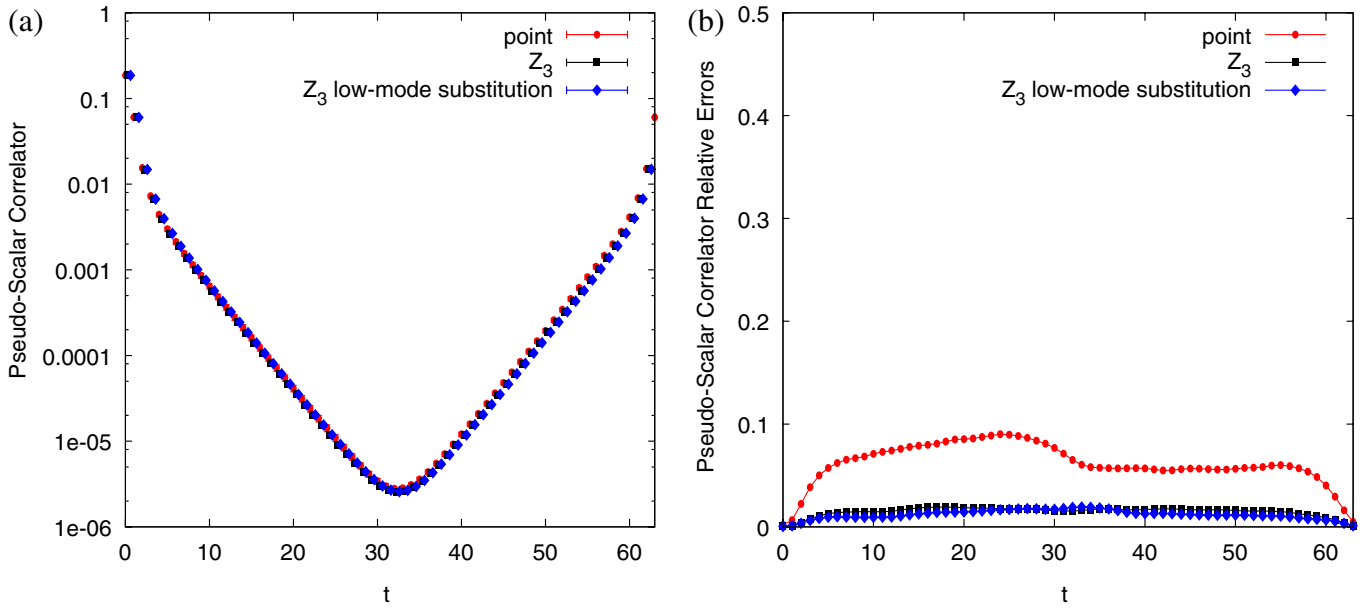 (a)
Pseudo-Scalar Correlator
1
0.1
0.01
0.001
0.0001
1e-05
1e-06
point
Z3
Z3 low-mode substitution
0 10 20 30 40 50 60
t
(b)
Pseudo-Scalar Correlator Relative Errors
0.5
0.4
0.3
0.2
0.1
0
point
Z3
Z3 low-mode substitution
0 10 20 30 40 50 60
t